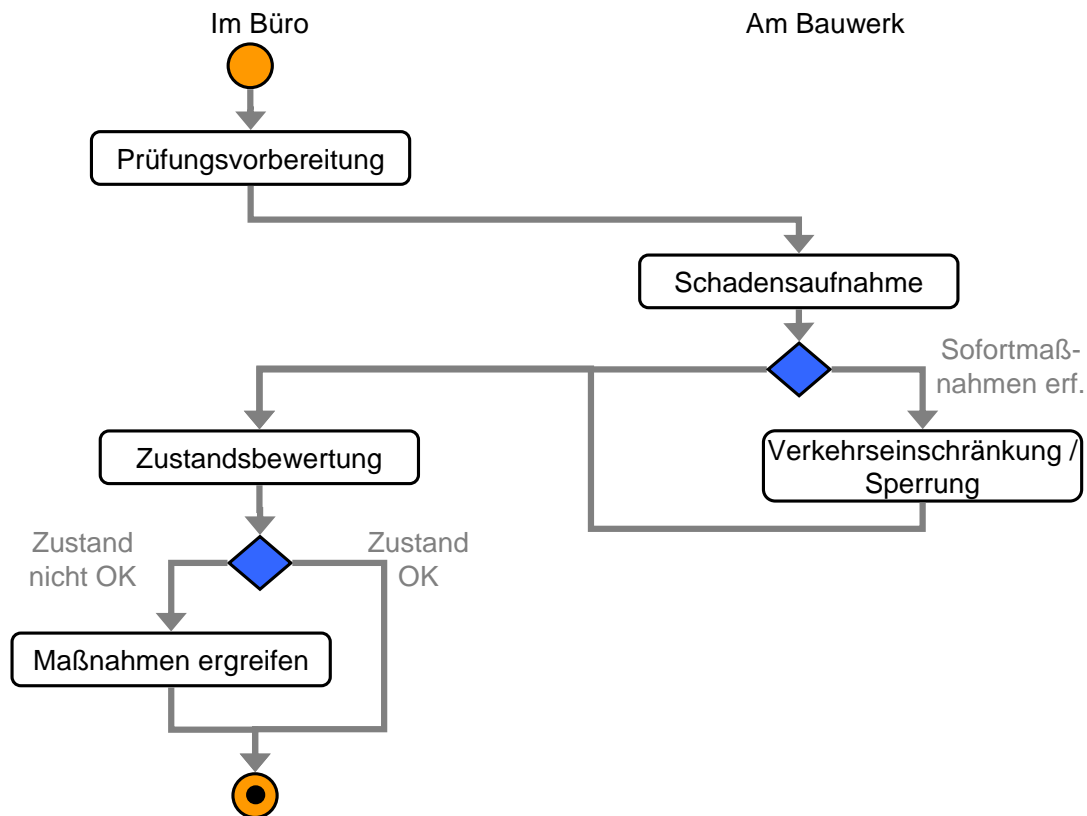 Im Büro
Am Bauwerk
Prüfungsvorbereitung
Schadensaufnahme
Sofortmaß-
nahmen erf.
Zustandsbewertung
Verkehrseinschränkung /
Sperrung
Zustand
nicht OK
Zustand
OK
Maßnahmen ergreifen